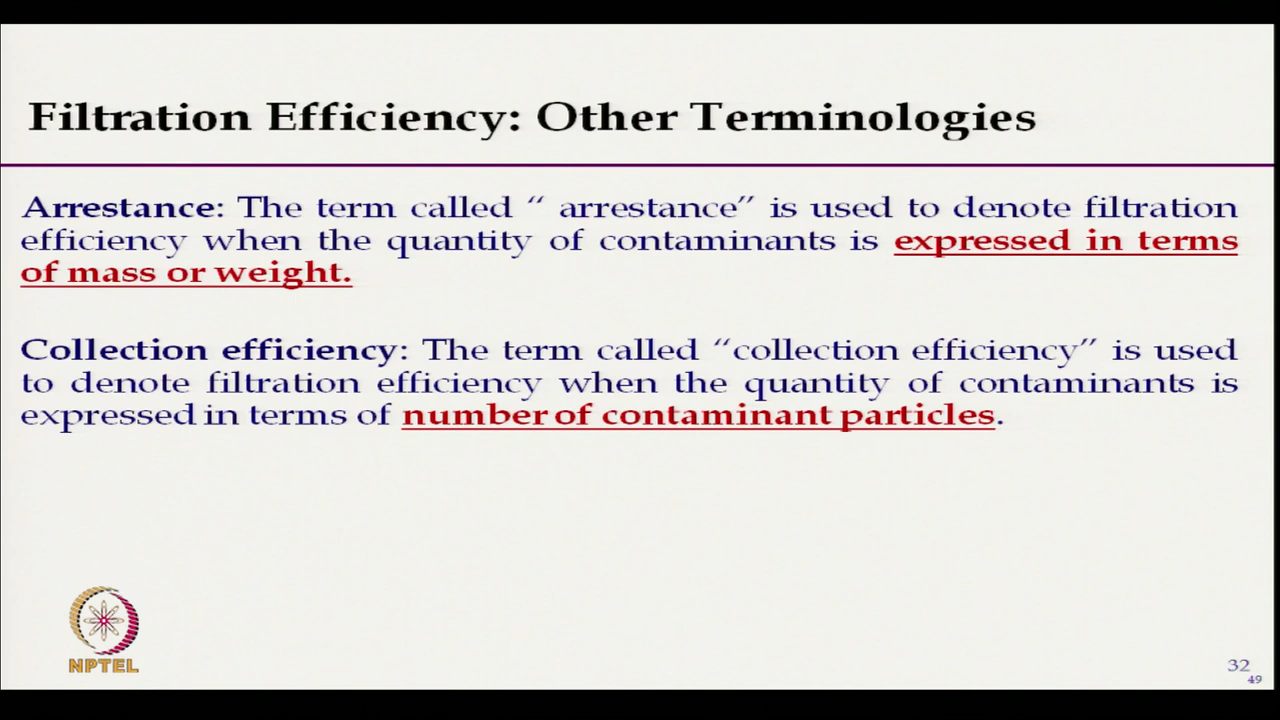 Filtration Efficiency: Other Terminologies
Arrestance: The term called “ arrestance” is used to denote filtration
efficiency when the quantity of contaminants is expressed in terms
of mass or weight.
Collection efficiency: The term called “collection efficiency” is used
to denote filtration efficiency when the quantity of contaminants is
expressed in terms of number of contaminant particles.
NPTEL
32
49